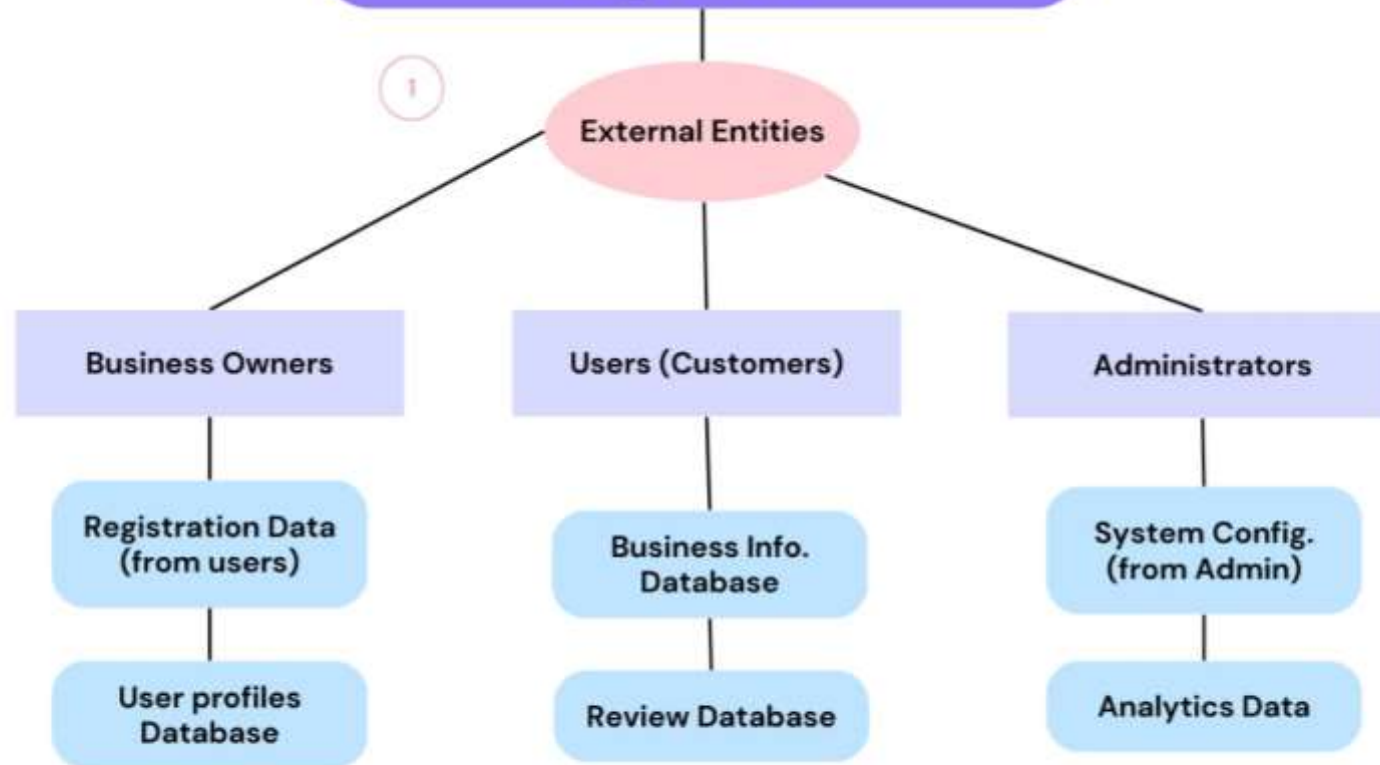 1
External Entities
Business Owners
Users (Customers)
Administrators
Registration Data
(from users)
Business Info.
Database
System Config.
(from Admin)
User profiles
Database
Review Database
Analytics Data